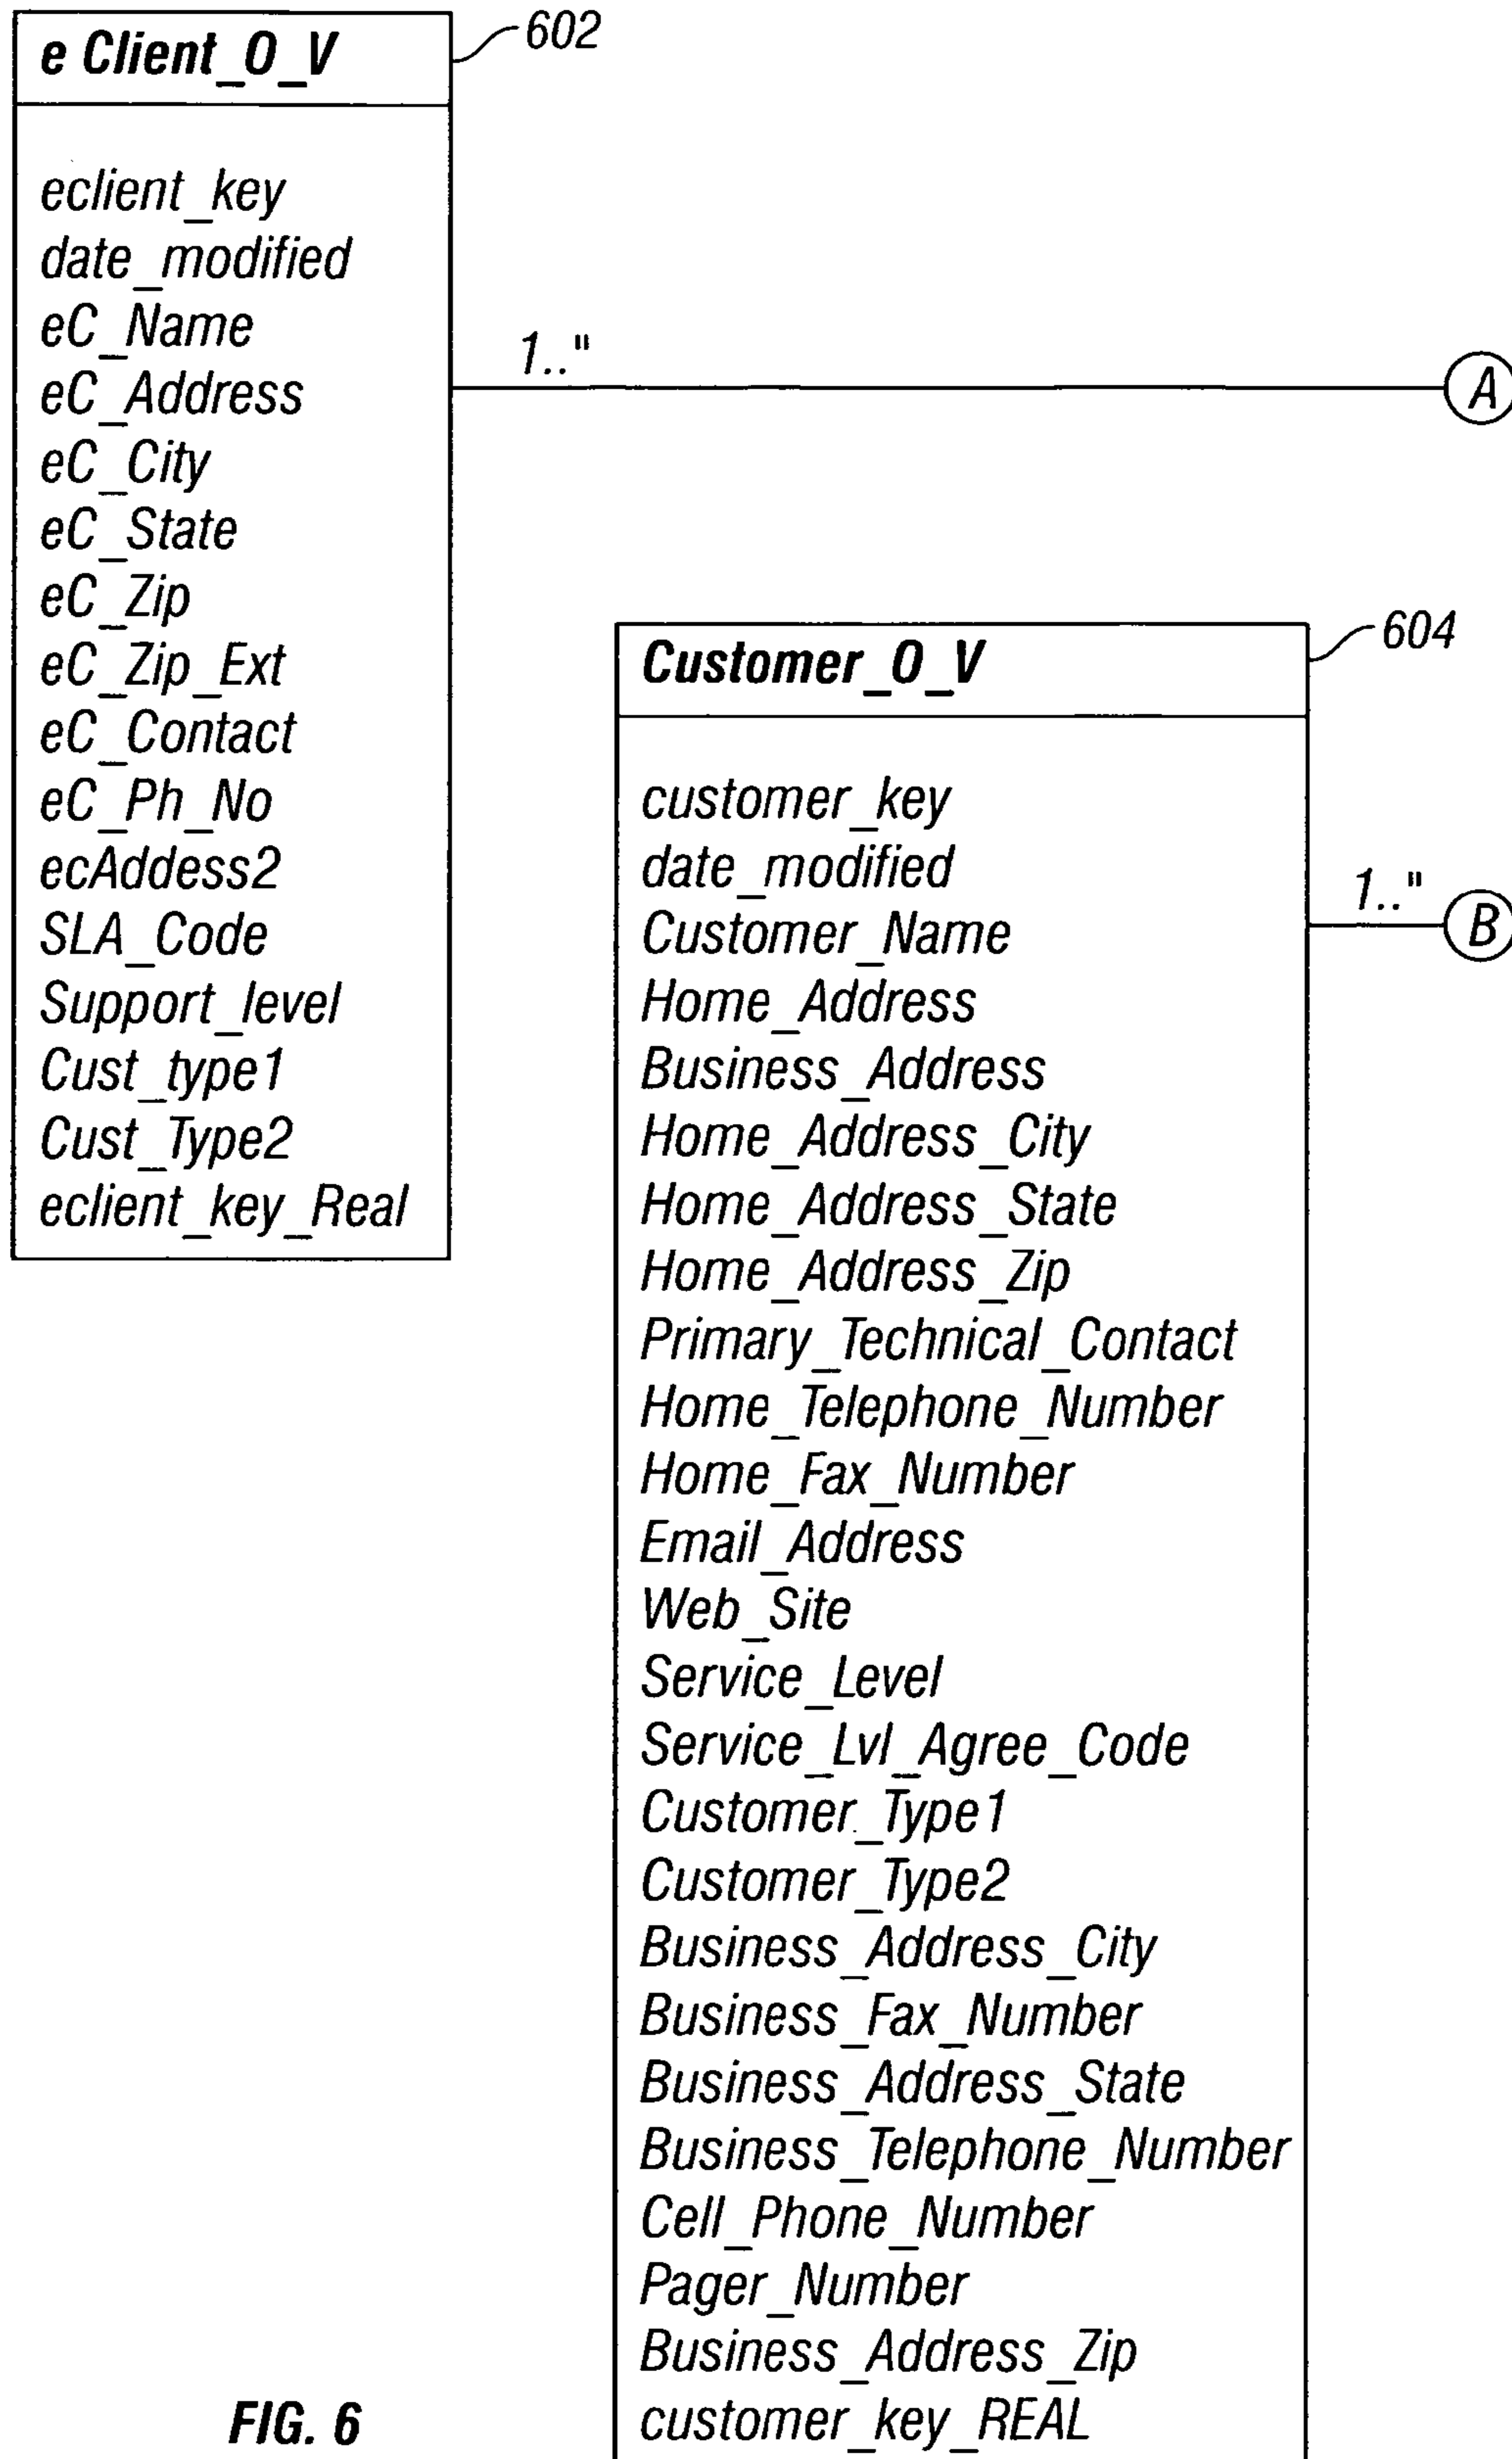 e Client_O_V
602
eclient_key
date_modified
eC_Name
eC_Address
eC_City
eC_State
eC_Zip
eC_Zip_Ext
eC_Contact
eC_Ph_No
ecAddess2
SLA_Code
Support_level
Cust_type1
Cust_Type2
eclient_key_Real
1.."
A
Customer_O_V
604
customer_key
date_modified
Customer_Name
Home_Address
Business_Address
Home_Address_City
Home_Address_State
Home_Address_Zip
Primary_Technical_Contact
Home_Telephone_Number
Home_Fax_Number
Email_Address
Web_Site
Service_Level
Service_Lvl_Agree_Code
Customer_Type1
Customer_Type2
Business_Address_City
Business_Fax_Number
Business_Address_State
Business_Telephone_Number
Cell_Phone_Number
Pager_Number
Business_Address_Zip
customer_key_REAL
1.."
B
FIG. 6